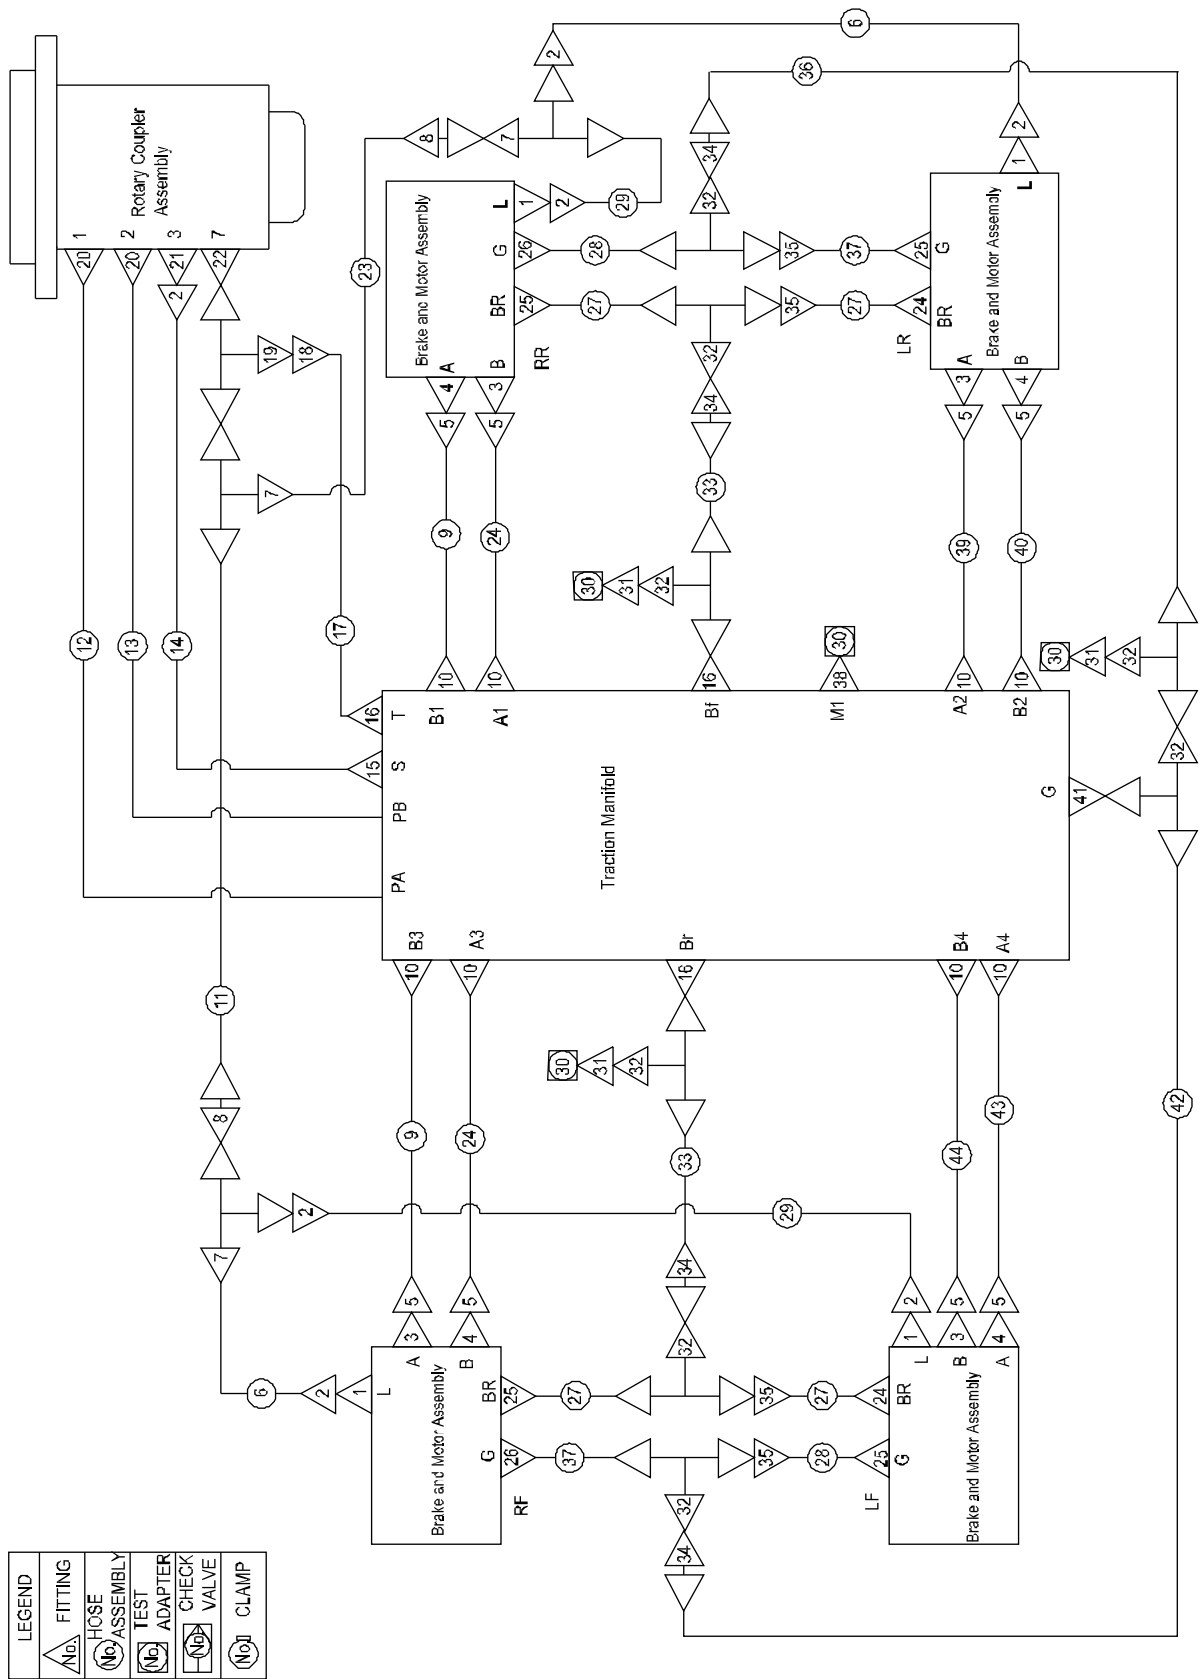 LEGEND
No. FITTING
No. HOSE ASSEMBLY
No. TEST ADAPTER
No. CHECK VALVE
No. CLAMP
Rotary Coupler Assembly
1
2
3
7
20
20
21
2
22
12
13
14
19
18
17
7
23
8
7
11
8
7
2
29
6
2
1
L
Brake and Motor Assembly
RF
A
B
BR
G
3
5
9
10
B3
4
5
24
10
A3
25
27
26
37
35
27
24
35
28
25
32
34
33
32
31
30
16
Br
32
34
42
Brake and Motor Assembly
LF
L
B
A
BR
G
1
2
3
5
44
10
B4
4
5
43
10
A4
Traction Manifold
PA
PB
S
T
15
16
B1
10
9
5
4
A
A1
10
24
5
3
B
Brake and Motor Assembly
RR
BR
G
L
1
2
29
2
6
25
27
26
28
35
27
24
35
37
25
Bf
16
32
31
30
33
34
32
M1
38
30
32
34
36
A2
10
39
5
3
A
B2
10
40
5
4
B
Brake and Motor Assembly
LR
BR
G
L
1
2
G
41
32
32
31
30